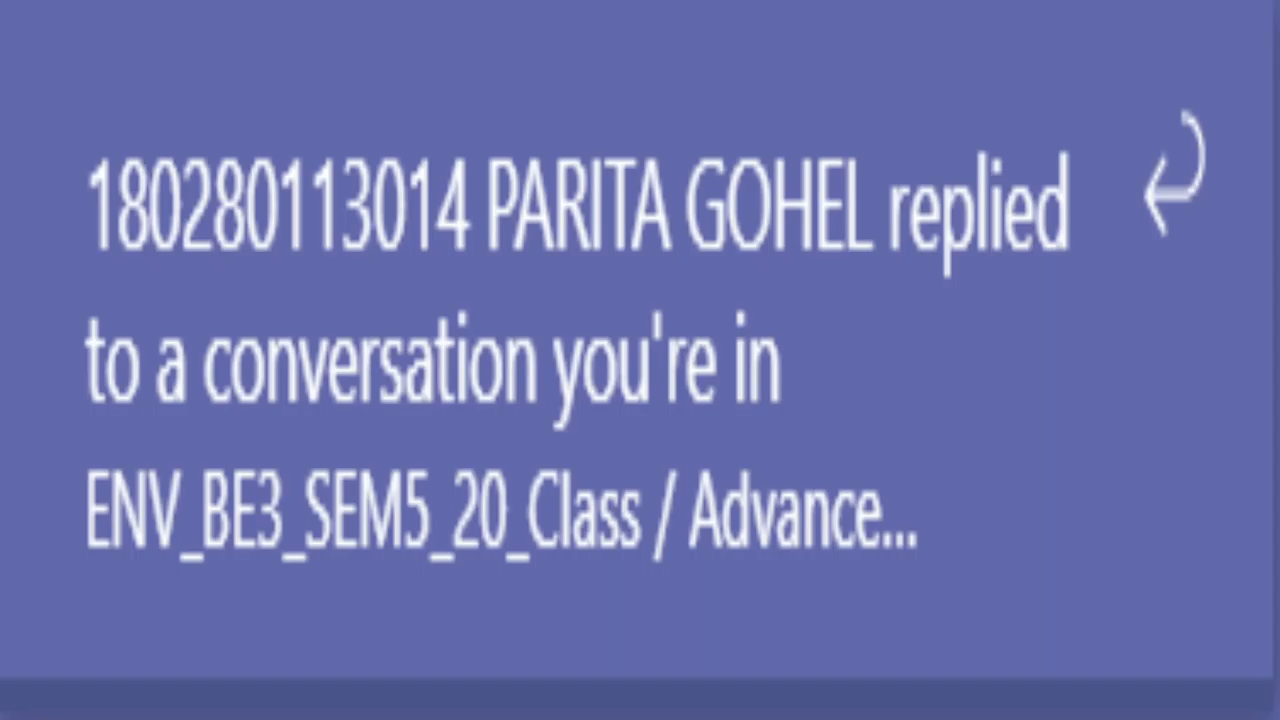 180280113014 PARITA GOHEL replied
to a conversation you're in
ENV_BE3_SEM5_20_Class / Advance...